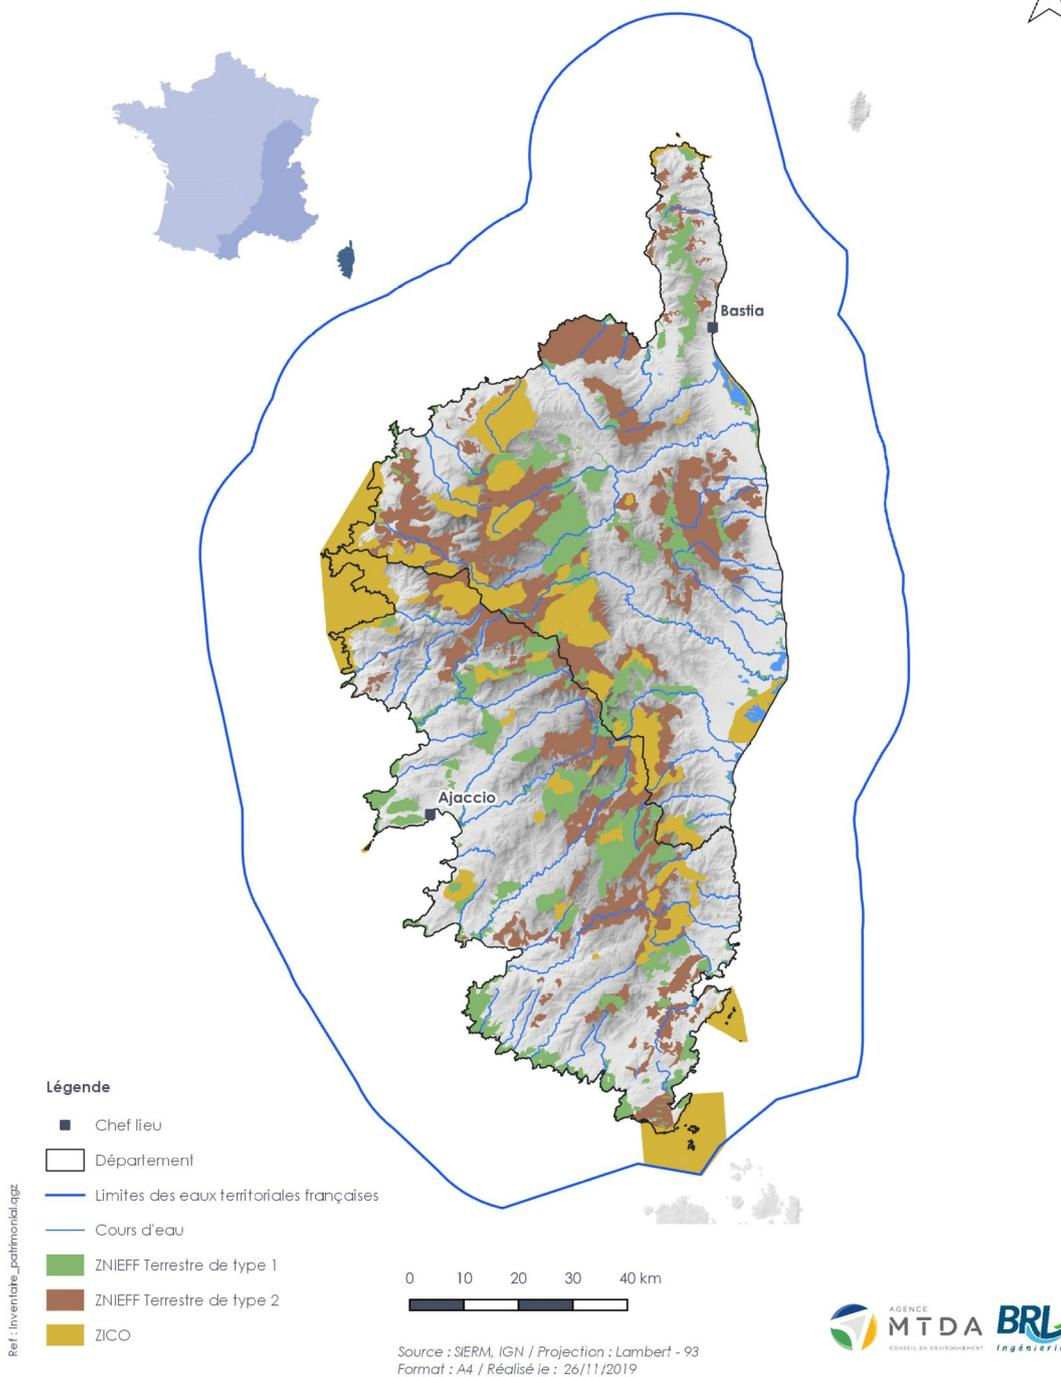 Bastia
Ajaccio
Légende
Chef lieu
Département
Limites des eaux territoriales françaises
Cours d'eau
ZNIEFF Terrestre de type 1
ZNIEFF Terrestre de type 2
ZICO
Ref : Inventaire_patrimonial.qgz
0 10 20 30 40 km
Source : SIERM, IGN / Projection : Lambert - 93
Format : A4 / Réalisé le : 26/11/2019
AGENCE
MTDA
CONSEIL EN ENVIRONNEMENT
BRL
Ingénierie